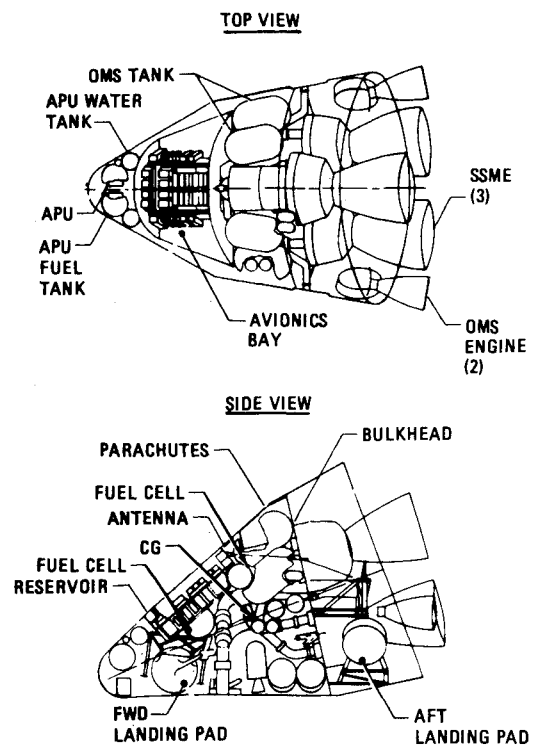 TOP VIEW
OMS TANK
APU WATER
TANK
APU
APU
FUEL
TANK
AVIONICS
BAY
SSME
(3)
OMS
ENGINE
(2)
SIDE VIEW
BULKHEAD
PARACHUTES
FUEL CELL
ANTENNA
CG
FUEL CELL
RESERVOIR
FWD
LANDING PAD
AFT
LANDING PAD